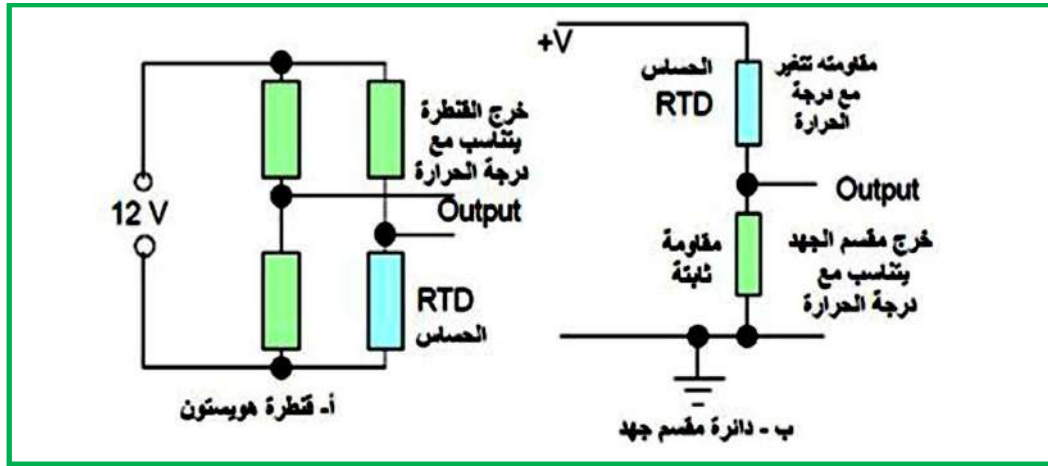 خرج القنطرة
يتناسب مع
درجة الحرارة
12 V
Output
RTD
الحساس
أ- قنطرة هويستون
+V
الحساس
RTD
مقاومته تتغير
مع درجة
الحرارة
Output
مقاومة
ثابتة
خرج مقسم الجهد
يتناسب مع
درجة الحرارة
ب - دائرة مقسم جهد